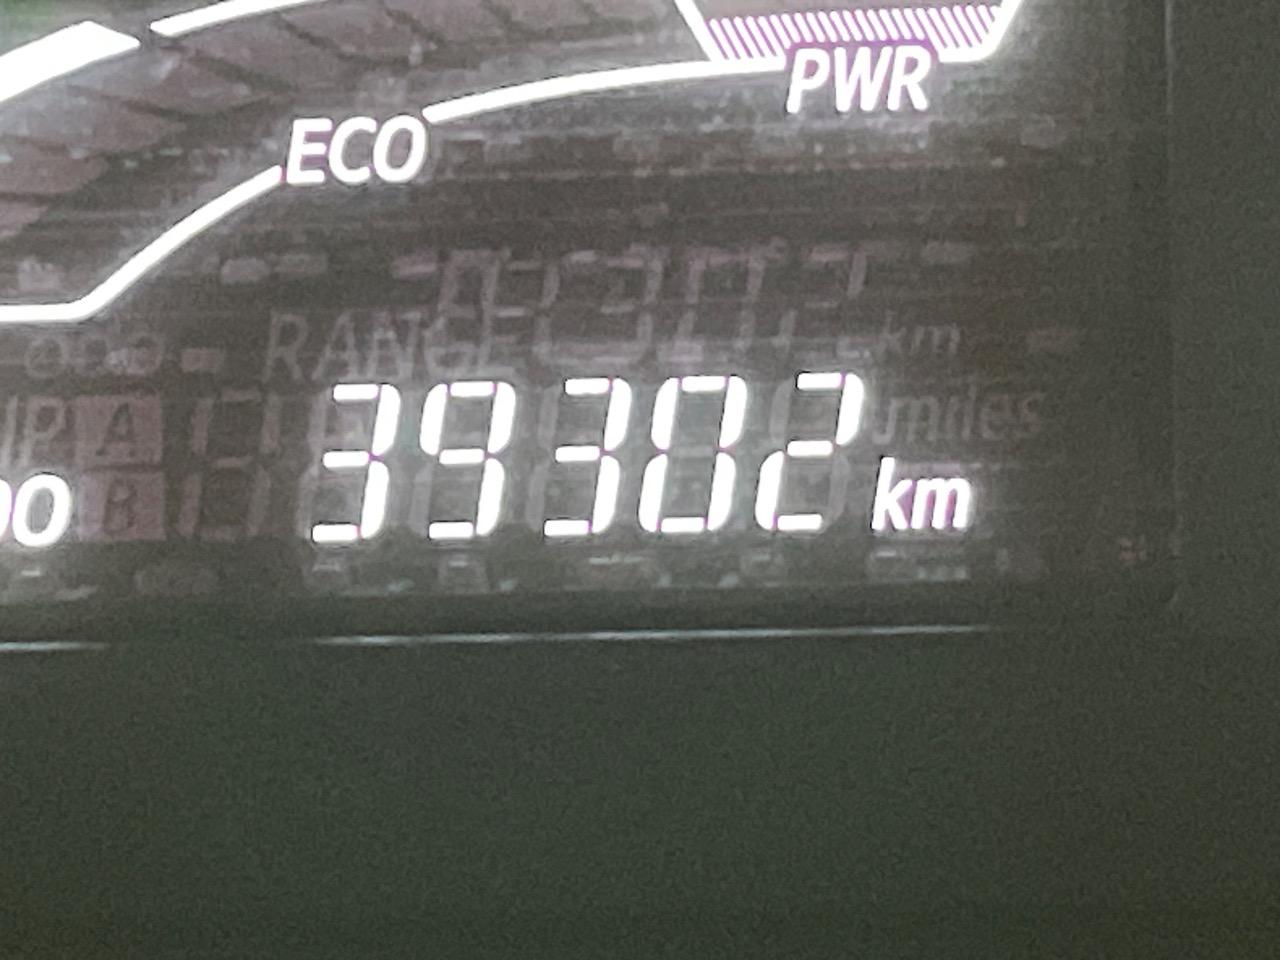 PWR
ECO
RANGE km
A miles
39302 km
B